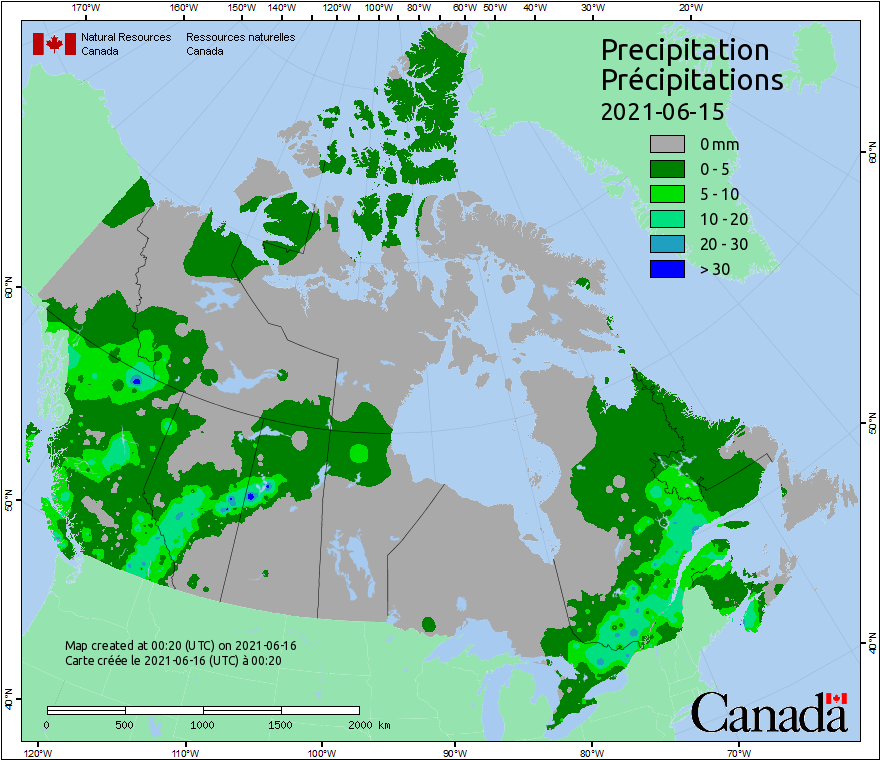 170°W 160°W 150°W 140°W 120°W 100°W 80°W 60°W 50°W 40°W 30°W 20°W
Natural Resources Ressources naturelles
Canada Canada
Precipitation
Précipitations
2021-06-15
0 mm
0 - 5
5 - 10
10 - 20
20 - 30
> 30
60°N
60°N
50°N
50°N
40°N
40°N
Map created at 00:20 (UTC) on 2021-06-16
Carte créée le 2021-06-16 (UTC) à 00:20
0 500 1000 1500 2000 km
Canada
120°W 110°W 100°W 90°W 80°W 70°W